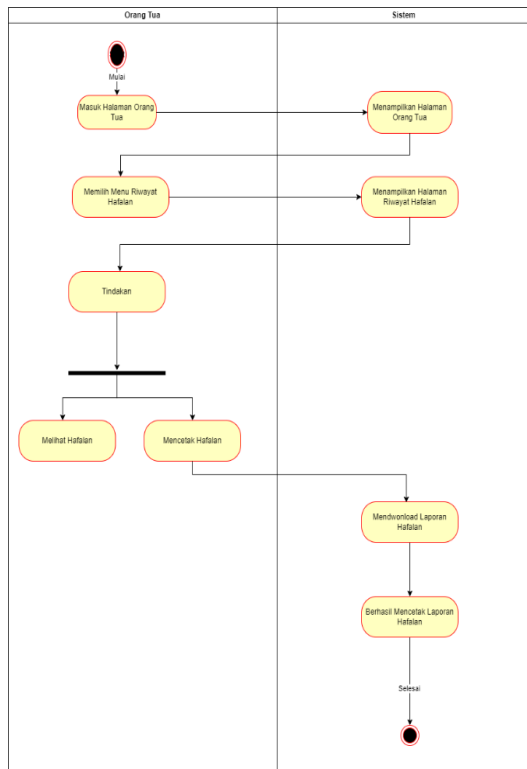 Orang Tua
Sistem
Mulai
Masuk Halaman Orang
Tua
Menampilkan Halaman
Orang Tua
Memilih Menu Riwayat
Hafalan
Menampilkan Halaman
Riwayat Hafalan
Tindakan
Melihat Hafalan
Mencetak Hafalan
Mendwonload Laporan
Hafalan
Berhasil Mencetak Laporan
Hafalan
Selesai